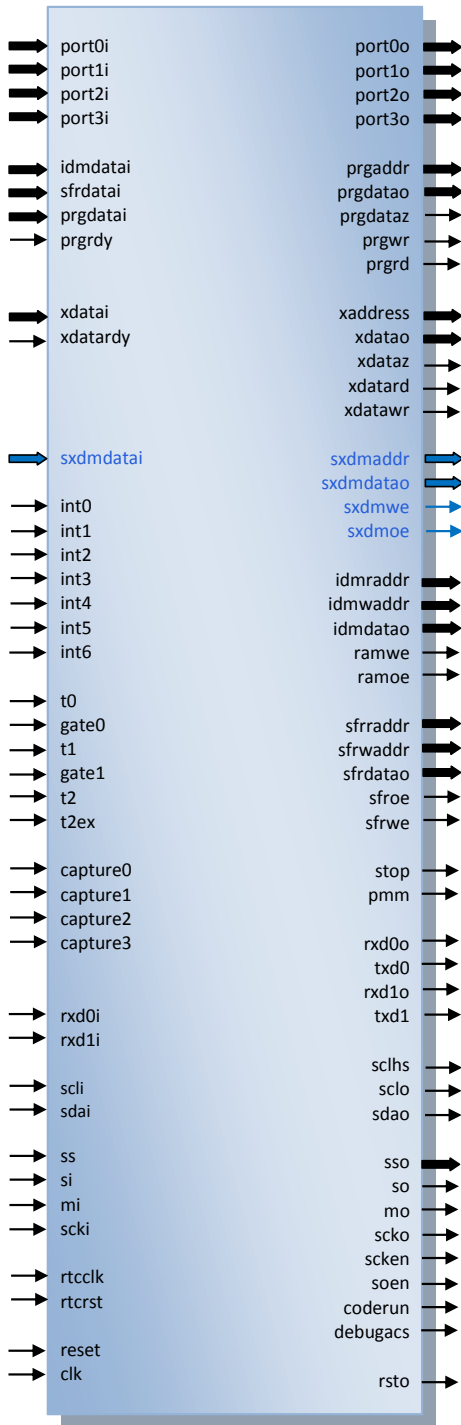 port0i
port1i
port2i
port3i
idmdatai
sfrdatai
prgdatai
prgrdy
xdatai
xdatardy
sxdmdatai
int0
int1
int2
int3
int4
int5
int6
t0
gate0
t1
gate1
t2
t2ex
capture0
capture1
capture2
capture3
rxd0i
rxd1i
scli
sdai
ss
si
mi
scki
rtcclk
rtcrst
reset
clk
port0o
port1o
port2o
port3o
prgaddr
prgdatao
prgdataz
prgwr
prgrd
xaddress
xdatao
xdataz
xdatard
xdatawr
sxdmaddr
sxdmdatao
sxdmwe
sxdmoe
idmraddr
idmwaddr
idmdatao
ramwe
ramoe
sfrraddr
sfrwaddr
sfrdatao
sfroe
sfrwe
stop
pmm
rxd0o
txd0
rxd1o
txd1
sclhs
sclo
sdao
sso
so
mo
scko
scken
soen
coderun
debugacs
rsto